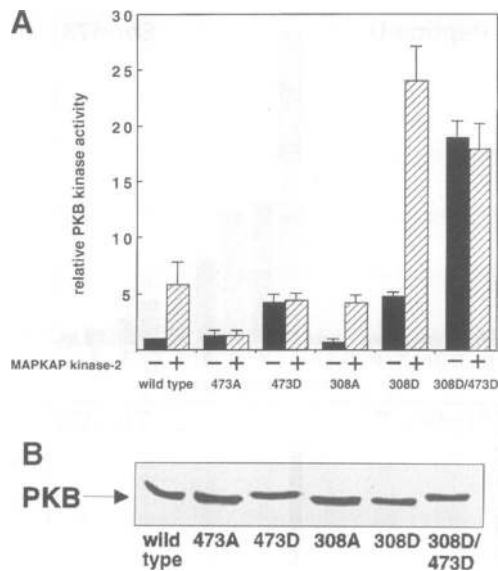 A
relative PKB kinase activity
30
25
20
15
10
5
MAPKAP kinase-2 − + − + − + − + − + − +
wild type 473A 473D 308A 308D 308D/473D
B
PKB
wild type 473A 473D 308A 308D 308D/ 473D